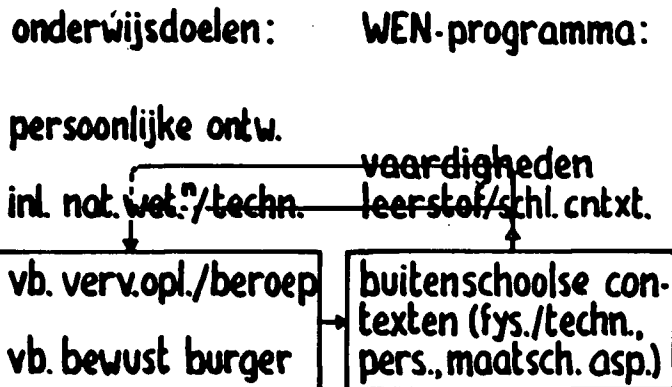 onderwijsdoelen:
WEN-programma:
persoonlijke ontw.
vaardigheden
inl. nat. wet.ⁿ/techn.
leerstof/schl. cntxt.
vb. verv.opl./beroep
vb. bewust burger
buitenschoolse con-
texten (fys./techn.,
pers., maatsch. asp.)